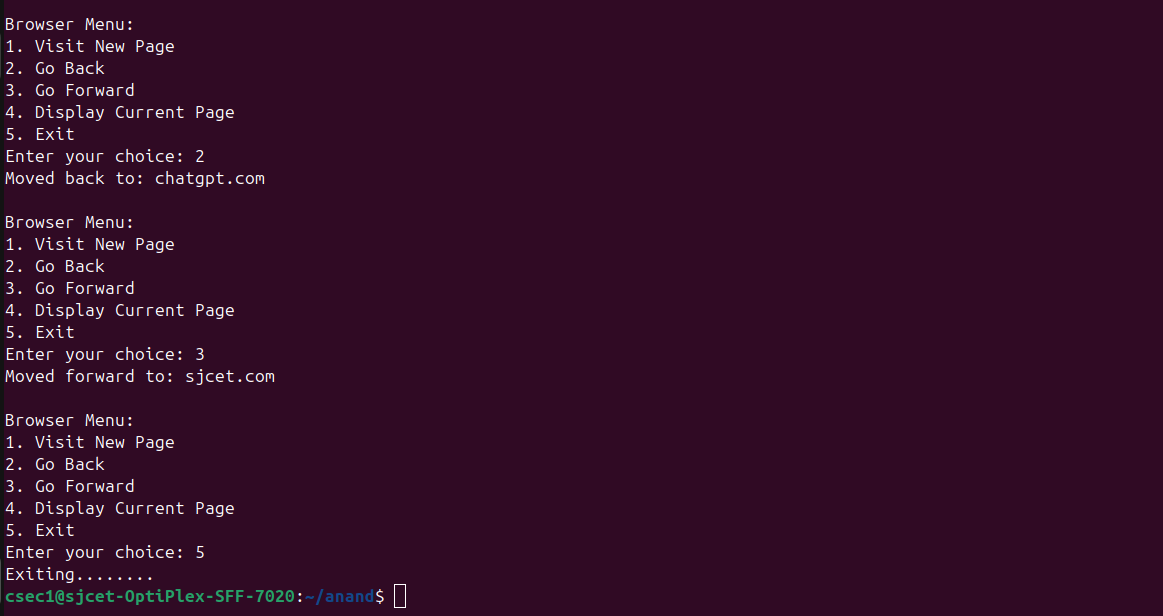 Browser Menu:
1. Visit New Page
2. Go Back
3. Go Forward
4. Display Current Page
5. Exit
Enter your choice: 2
Moved back to: chatgpt.com
Browser Menu:
1. Visit New Page
2. Go Back
3. Go Forward
4. Display Current Page
5. Exit
Enter your choice: 3
Moved forward to: sjcet.com
Browser Menu:
1. Visit New Page
2. Go Back
3. Go Forward
4. Display Current Page
5. Exit
Enter your choice: 5
Exiting........
csec1@sjcet-OptiPlex-SFF-7020:~/anand$